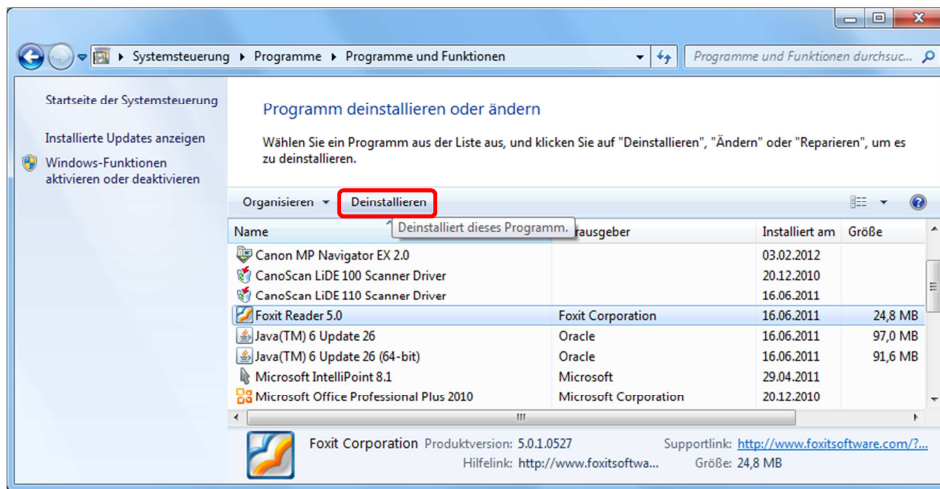 Systemsteuerung Programme Programme und Funktionen Programme und Funktionen durchsuc...
Startseite der Systemsteuerung
Installierte Updates anzeigen
Windows-Funktionen
aktivieren oder deaktivieren
Programm deinstallieren oder ändern
Wählen Sie ein Programm aus der Liste aus, und klicken Sie auf "Deinstallieren", "Ändern" oder "Reparieren", um es
zu deinstallieren.
Organisieren Deinstallieren
Deinstalliert dieses Programm.
Name rausgeber Installiert am Größe
Canon MP Navigator EX 2.0 03.02.2012
CanoScan LiDE 100 Scanner Driver 20.12.2010
CanoScan LiDE 110 Scanner Driver 16.06.2011
Foxit Reader 5.0 Foxit Corporation 16.06.2011 24,8 MB
Java(TM) 6 Update 26 Oracle 16.06.2011 97,0 MB
Java(TM) 6 Update 26 (64-bit) Oracle 16.06.2011 91,6 MB
Microsoft IntelliPoint 8.1 Microsoft 29.04.2011
Microsoft Office Professional Plus 2010 Microsoft Corporation 20.12.2010
Foxit Corporation Produktversion: 5.0.1.0527 Supportlink: http://www.foxitsoftware.com/?...
Hilfelink: http://www.foxitsoftwa... Größe: 24,8 MB